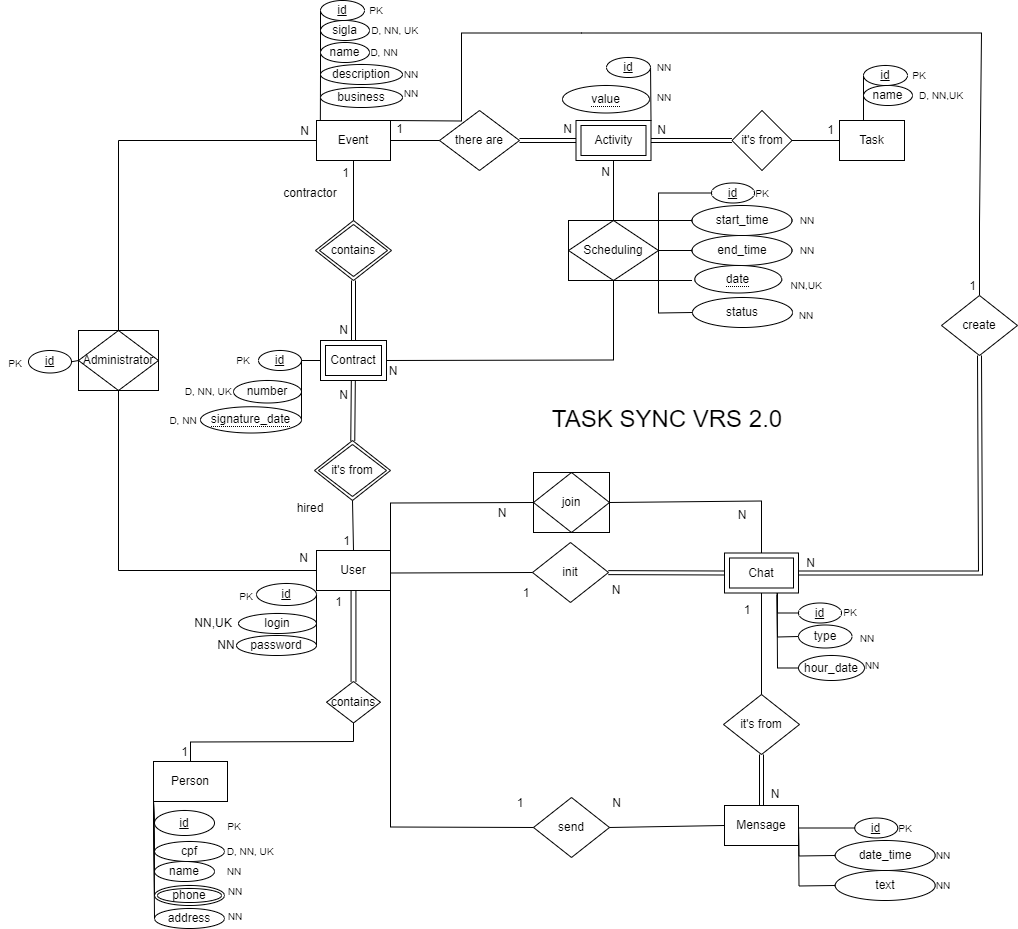 id PK
sigla D, NN, UK
name D, NN
description NN
business NN
id NN
value NN
id PK
name D, NN,UK
N Event 1
there are
N Activity N
it's from
1 Task
1
contractor
N
contains
Scheduling
id PK
start_time NN
end_time NN
date NN,UK
status NN
1
create
N
PK id Administrator
PK id Contract N
D, NN, UK number
N
D, NN signature_date
TASK SYNC VRS 2.0
it's from
hired
join
N
N
1
N User
init
1
N
Chat N
PK id
1
NN,UK login
NN password
1
id PK
type NN
hour_date NN
contains
it's from
1
Person
id PK
cpf D, NN, UK
name NN
phone NN
address NN
1 send N
N
Mensage
id PK
date_time NN
text NN